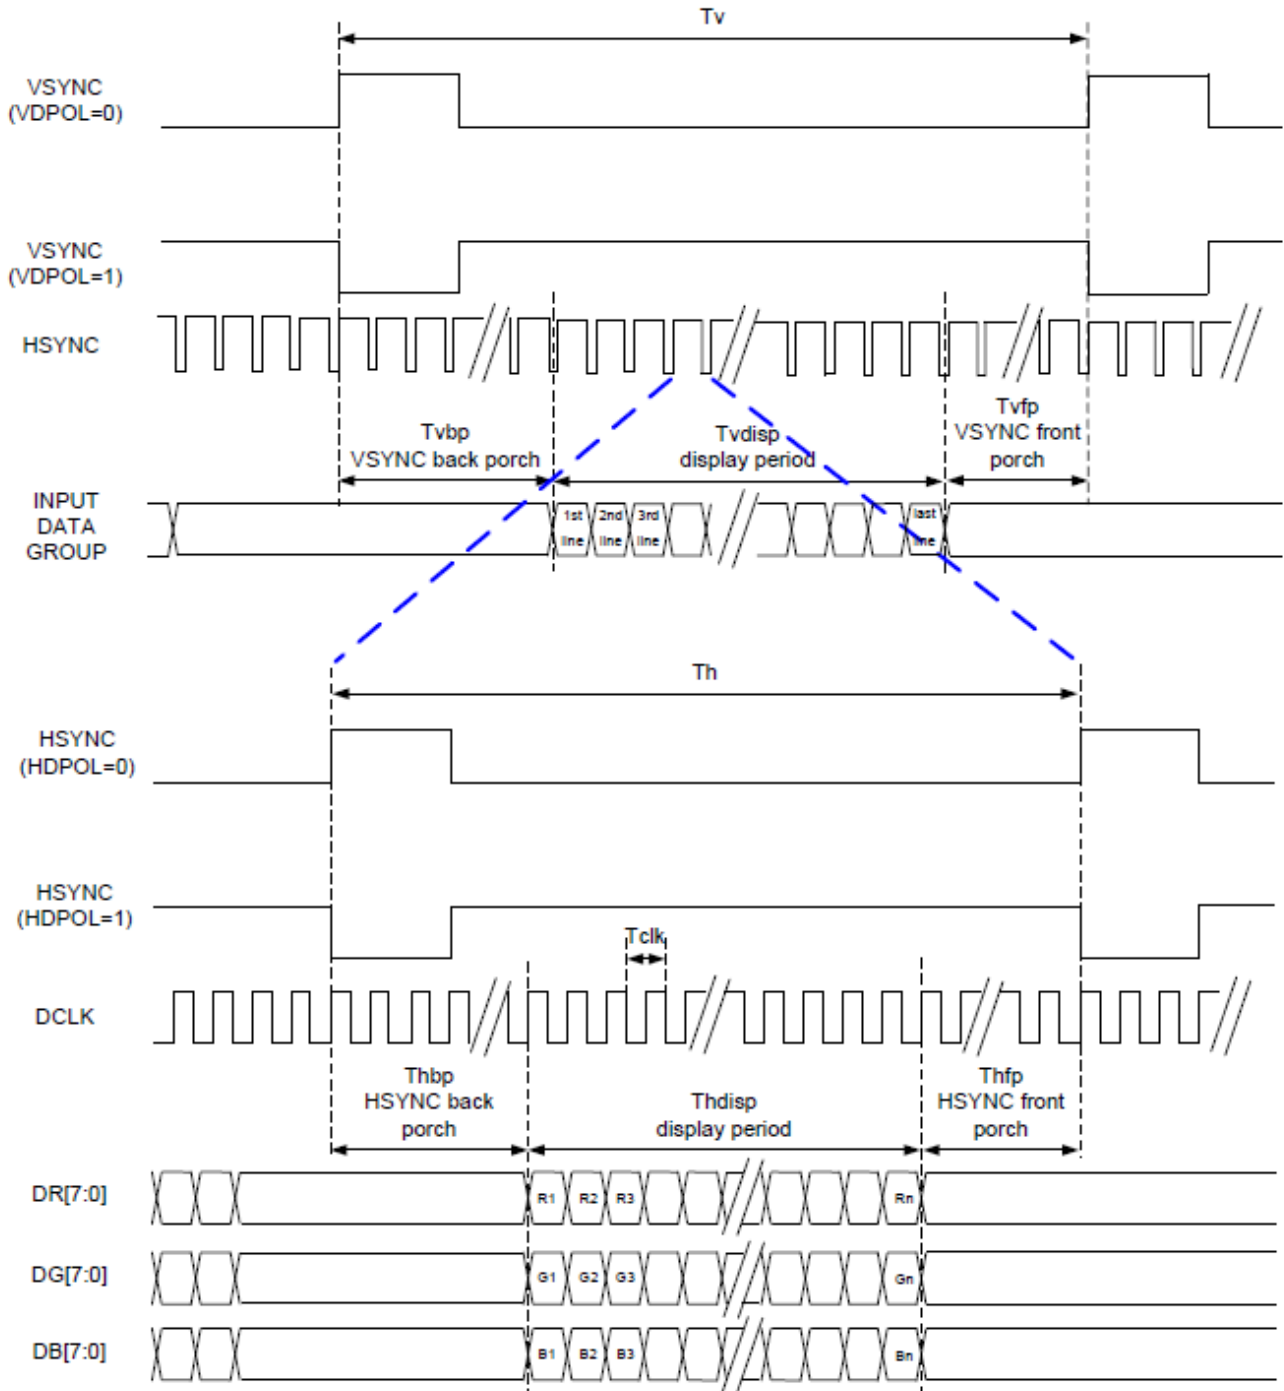 Tv
VSYNC
(VDPOL=0)
VSYNC
(VDPOL=1)
HSYNC
Tvbp
VSYNC back porch
Tvdisp
display period
Tvfp
VSYNC front
porch
INPUT
DATA
GROUP
1st
line
2nd
line
3rd
line
last
line
Th
HSYNC
(HDPOL=0)
HSYNC
(HDPOL=1)
Tclk
DCLK
Thbp
HSYNC back
porch
Thdisp
display period
Thfp
HSYNC front
porch
DR[7:0]
R1 R2 R3 Rn
DG[7:0]
G1 G2 G3 Gn
DB[7:0]
B1 B2 B3 Bn